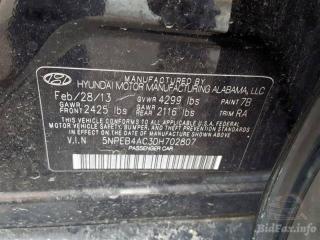 MANUFACTURED BY
HYUNDAI MOTOR MANUFACTURING ALABAMA, LLC
Feb/28/13 GVWR 4299 lbs PAINT 7B
GAWR FRONT 2425 lbs GAWR REAR 2116 lbs TRIM RA
THIS VEHICLE CONFORMS TO ALL APPLICABLE
U.S. FEDERAL MOTOR VEHICLE SAFETY, BUMPER, AND
THEFT PREVENTION STANDARDS IN EFFECT ON THE
DATE OF MANUFACTURE SHOWN ABOVE.
V.I.N 5NPEB4AC3DH702807
PASSENGER CAR
BidFax.info